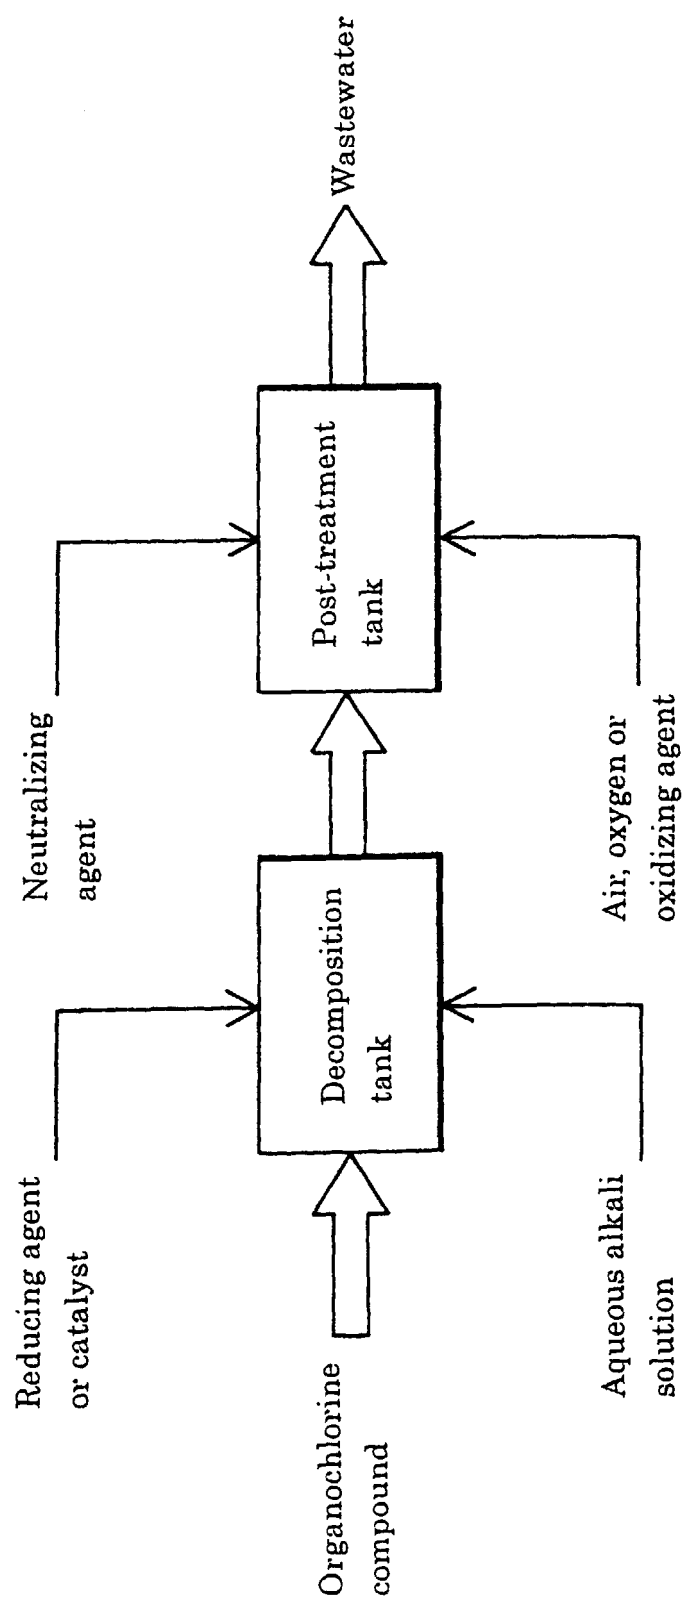 Reducing agent
or catalyst
Neutralizing
agent
Organochlorine
compound
Decomposition
tank
Post-treatment
tank
Wastewater
Aqueous alkali
solution
Air, oxygen or
oxidizing agent